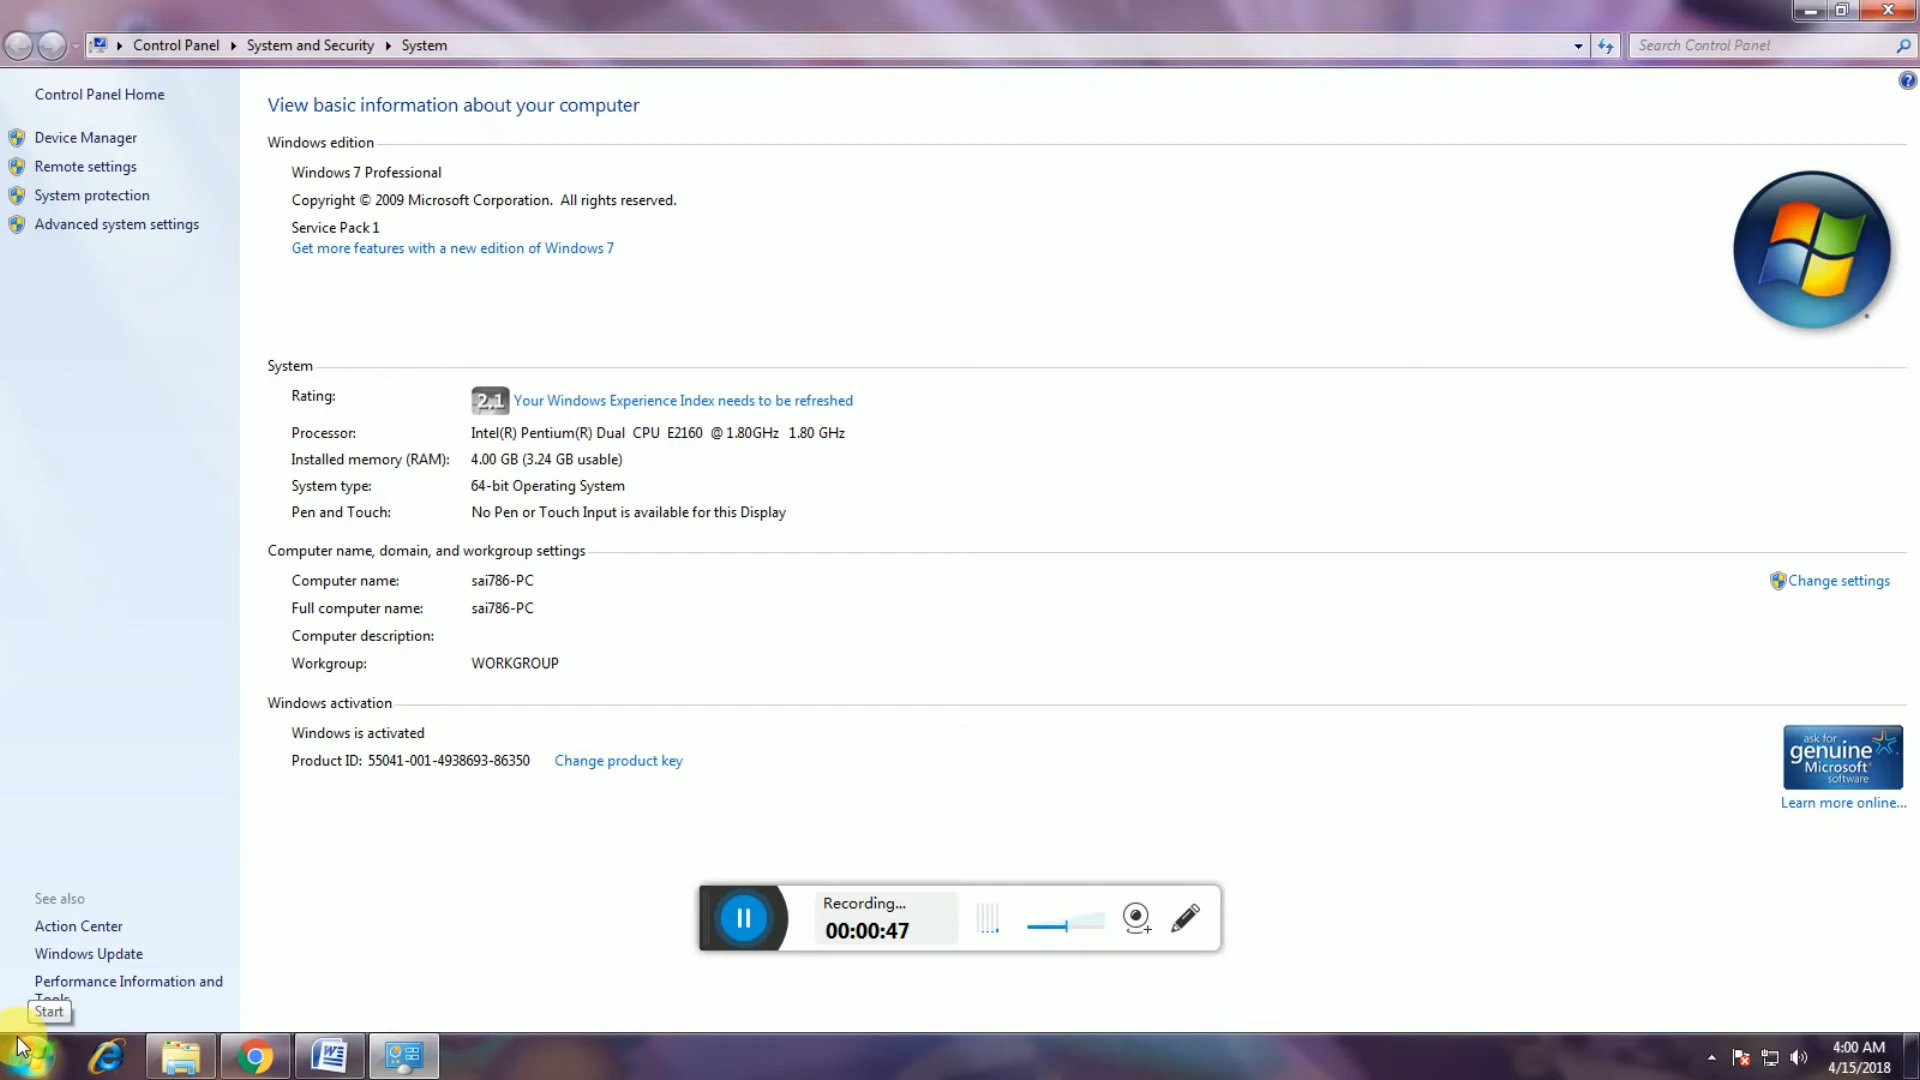 Control Panel ▸ System and Security ▸ System
Search Control Panel
Control Panel Home
Device Manager
Remote settings
System protection
Advanced system settings
View basic information about your computer
Windows edition
Windows 7 Professional
Copyright © 2009 Microsoft Corporation. All rights reserved.
Service Pack 1
Get more features with a new edition of Windows 7
System
Rating: 2,1 Your Windows Experience Index needs to be refreshed
Processor: Intel(R) Pentium(R) Dual CPU E2160 @ 1.80GHz 1.80 GHz
Installed memory (RAM): 4.00 GB (3.24 GB usable)
System type: 64-bit Operating System
Pen and Touch: No Pen or Touch Input is available for this Display
Computer name, domain, and workgroup settings
Computer name: sai786-PC
Change settings
Full computer name: sai786-PC
Computer description:
Workgroup: WORKGROUP
Windows activation
Windows is activated
Product ID: 55041-001-4938693-86350 Change product key
ask for
genuine
Microsoft
software
Learn more online...
See also
Action Center
Windows Update
Performance Information and
Tools
Start
Recording...
00:00:47
4:00 AM
4/15/2018